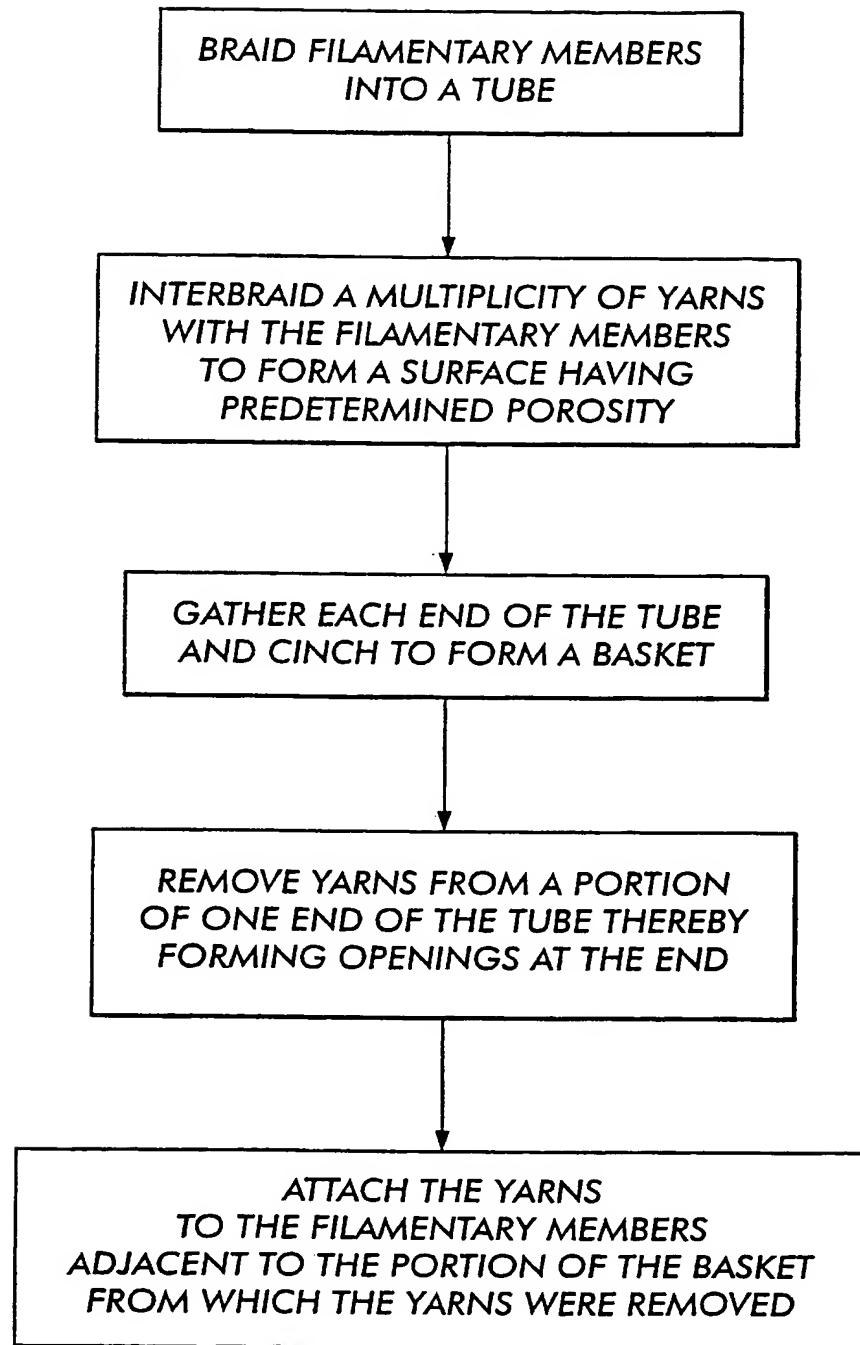 BRAID FILAMENTARY MEMBERS
INTO A TUBE
INTERBRAID A MULTIPLICITY OF YARNS
WITH THE FILAMENTARY MEMBERS
TO FORM A SURFACE HAVING
PREDETERMINED POROSITY
GATHER EACH END OF THE TUBE
AND CINCH TO FORM A BASKET
REMOVE YARNS FROM A PORTION
OF ONE END OF THE TUBE THEREBY
FORMING OPENINGS AT THE END
ATTACH THE YARNS
TO THE FILAMENTARY MEMBERS
ADJACENT TO THE PORTION OF THE BASKET
FROM WHICH THE YARNS WERE REMOVED